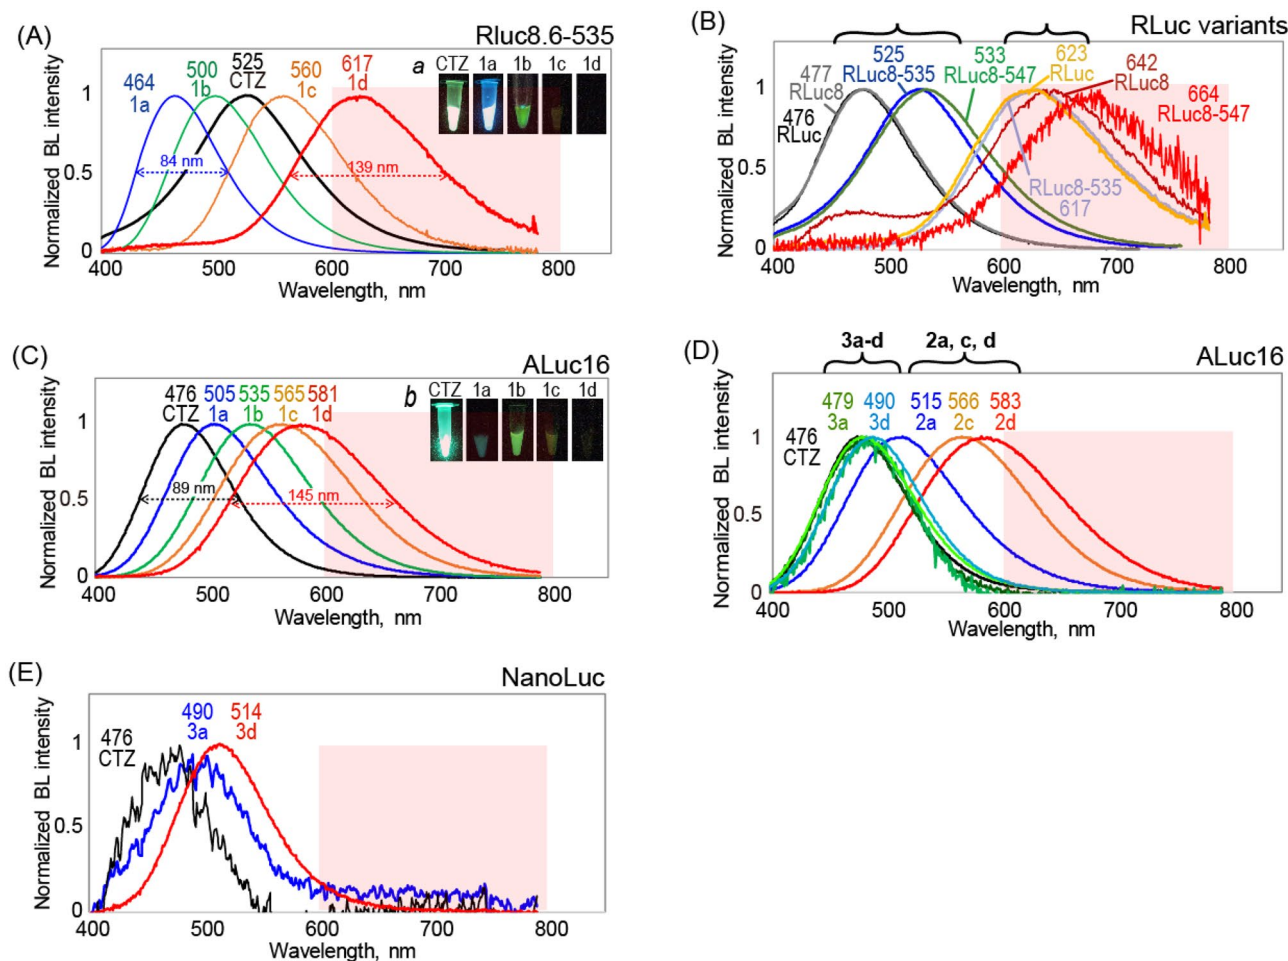 (A)
Rluc8.6-535
Normalized BL intensity
1
0.5
0
464
1a
500
1b
525
CTZ
560
1c
617
1d
a
CTZ 1a 1b 1c 1d
84 nm
139 nm
400 500 600 700 800
Wavelength, nm
(B)
RLuc variants
Normalized BL intensity
1
0.5
0
477
RLuc8
476
RLuc
525
RLuc8-535
533
RLuc8-547
623
RLuc
642
RLuc8
664
RLuc8-547
RLuc8-535
617
400 500 600 700 800
Wavelength, nm
(C)
ALuc16
Normalized BL intensity
1
0.5
0
476
CTZ
505
1a
535
1b
565
1c
581
1d
b
CTZ 1a 1b 1c 1d
89 nm
145 nm
400 500 600 700 800
Wavelength, nm
(D)
3a-d
2a, c, d
ALuc16
Normalized BL intensity
1
0.5
0
476
CTZ
479
3a
490
3d
515
2a
566
2c
583
2d
400 500 600 700 800
Wavelength, nm
(E)
NanoLuc
Normalized BL intensity
1
0.5
0
476
CTZ
490
3a
514
3d
400 500 600 700 800
Wavelength, nm